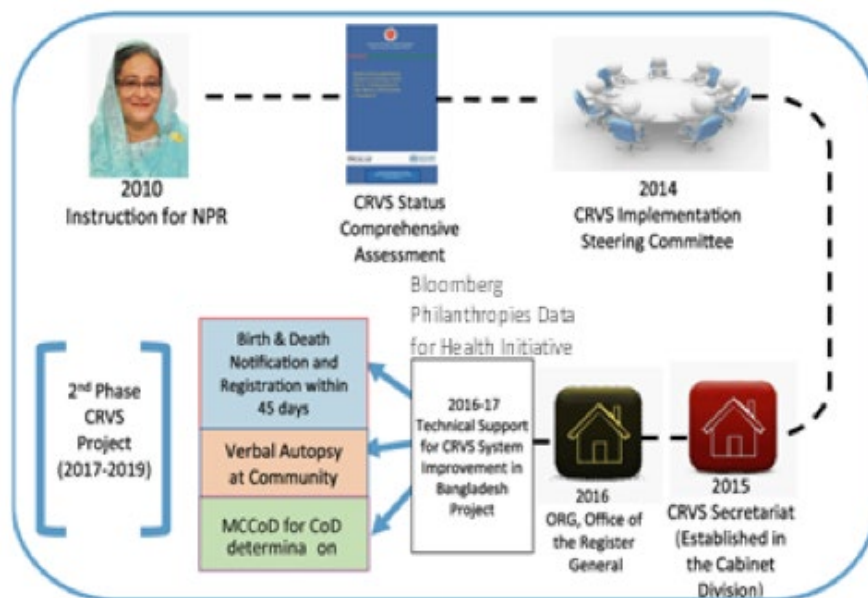 2010
Instruction for NPR
CRVS Status
Comprehensive
Assessment
2014
CRVS Implementation
Steering Committee
Bloomberg
Philanthropies Data
for Health Initiative
2nd Phase
CRVS
Project
(2017-2019)
Birth & Death
Notification and
Registration within
45 days
Verbal Autopsy
at Community
MCCoD for CoD
determina on
2016-17
Technical Support
for CRVS System
Improvement in
Bangladesh
Project
2016
ORG, Office of
the Register
General
2015
CRVS Secretariat
(Established in
the Cabinet
Division)